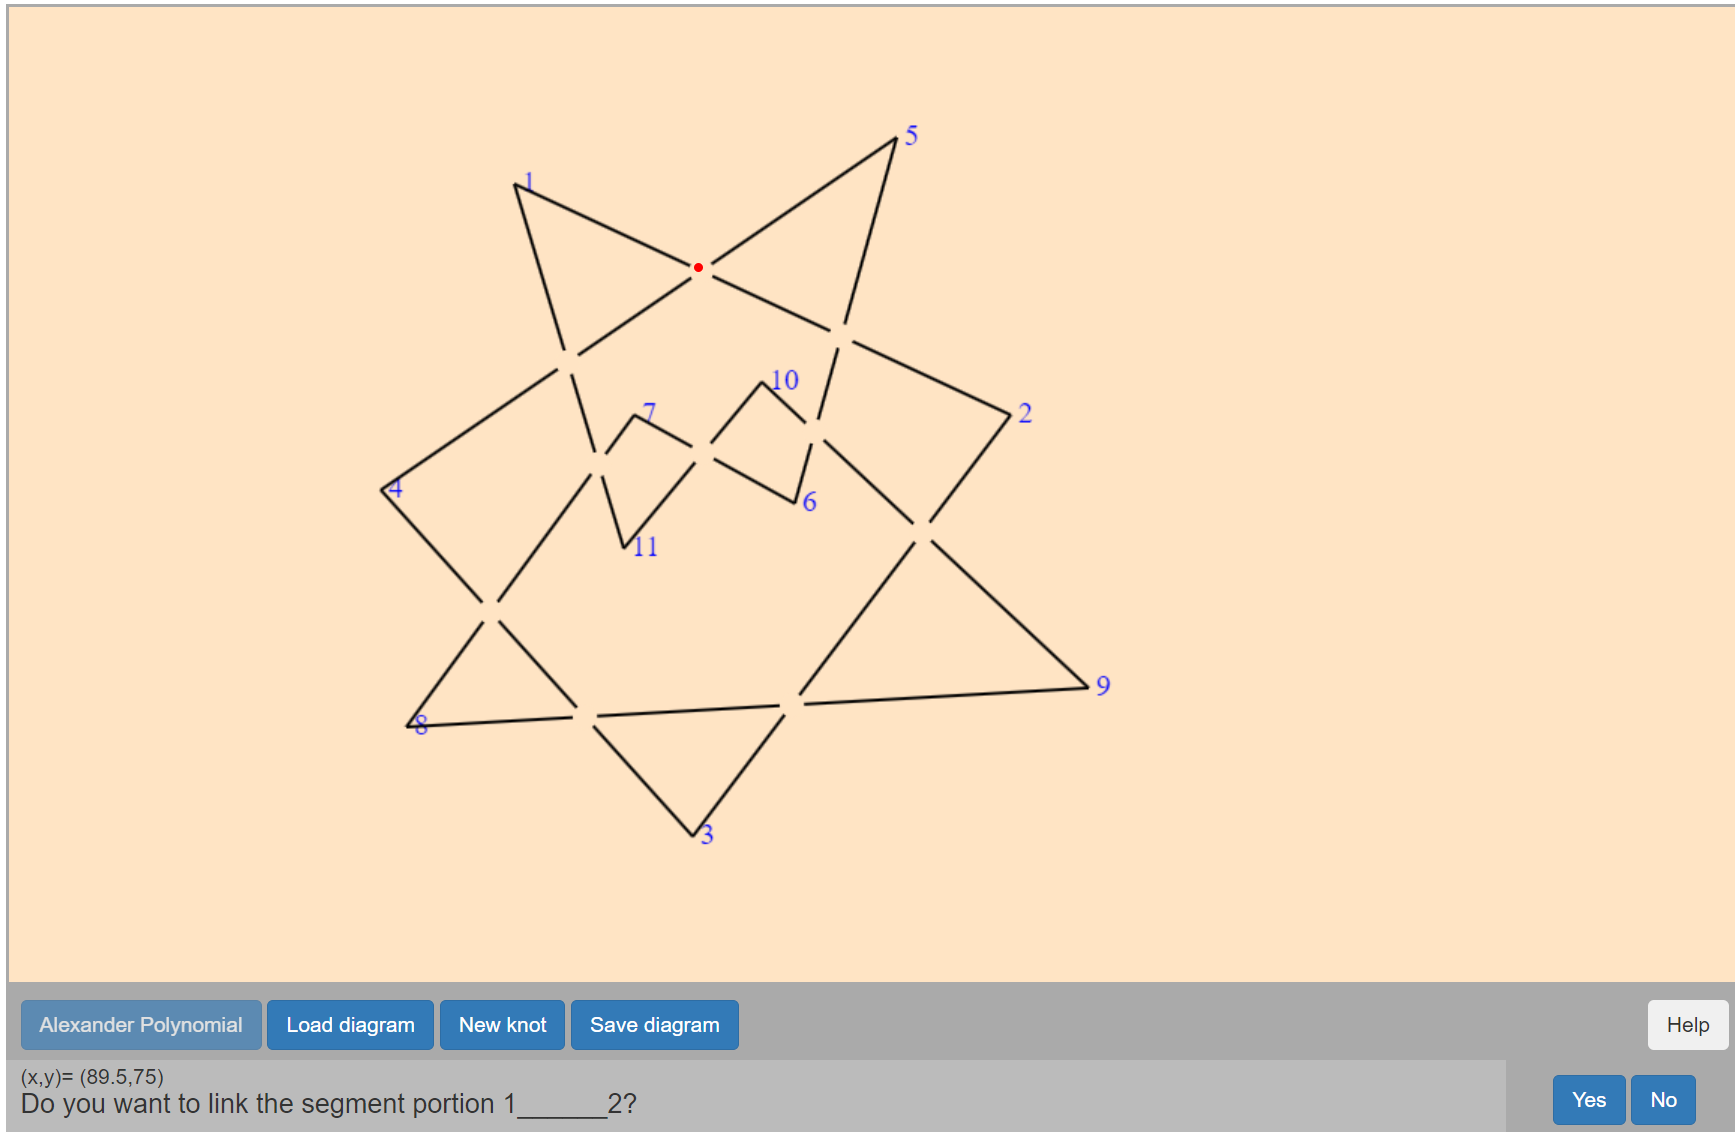 5
1
10
7
2
4
6
11
9
8
3
Alexander Polynomial Load diagram New knot Save diagram Help
(x,y)= (89.5,75)
Do you want to link the segment portion 1______2?
Yes No